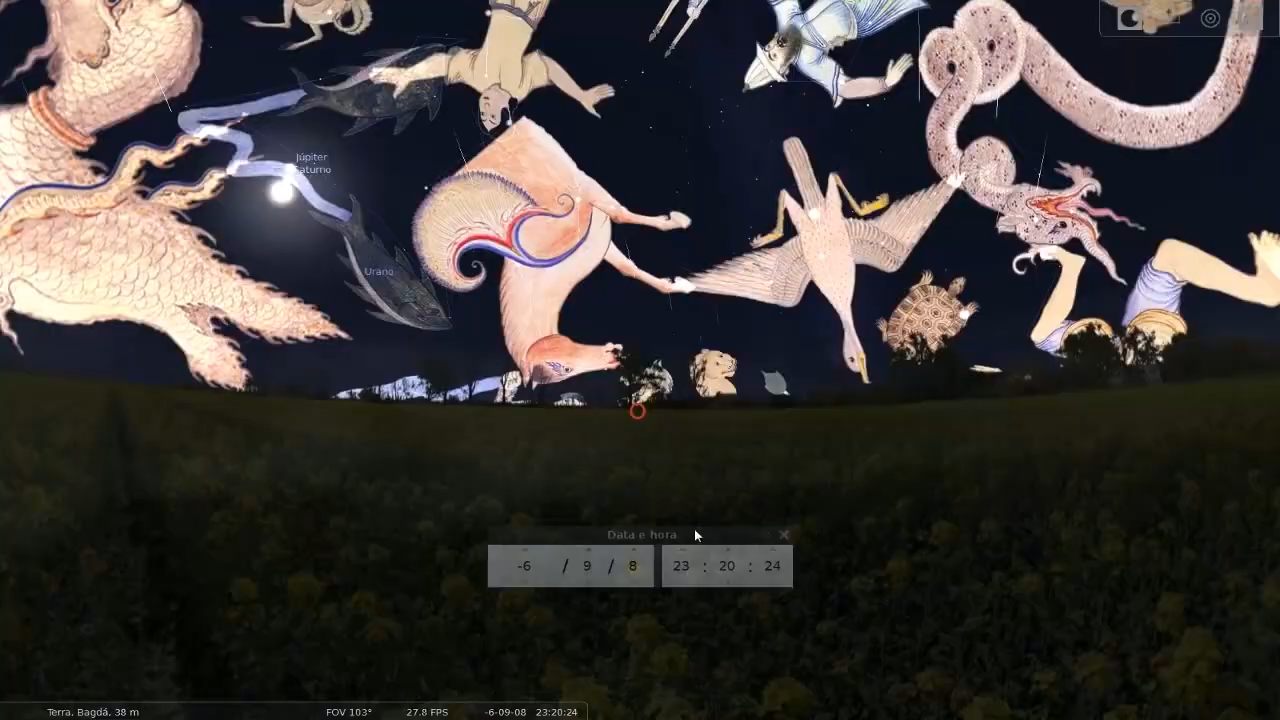 Júpiter
Saturno
Urano
Data e hora
-6 / 9 / 8 23 : 20 : 24
Terra, Bagdá, 38 m FOV 103° 27.8 FPS -6-09-08 23:20:24